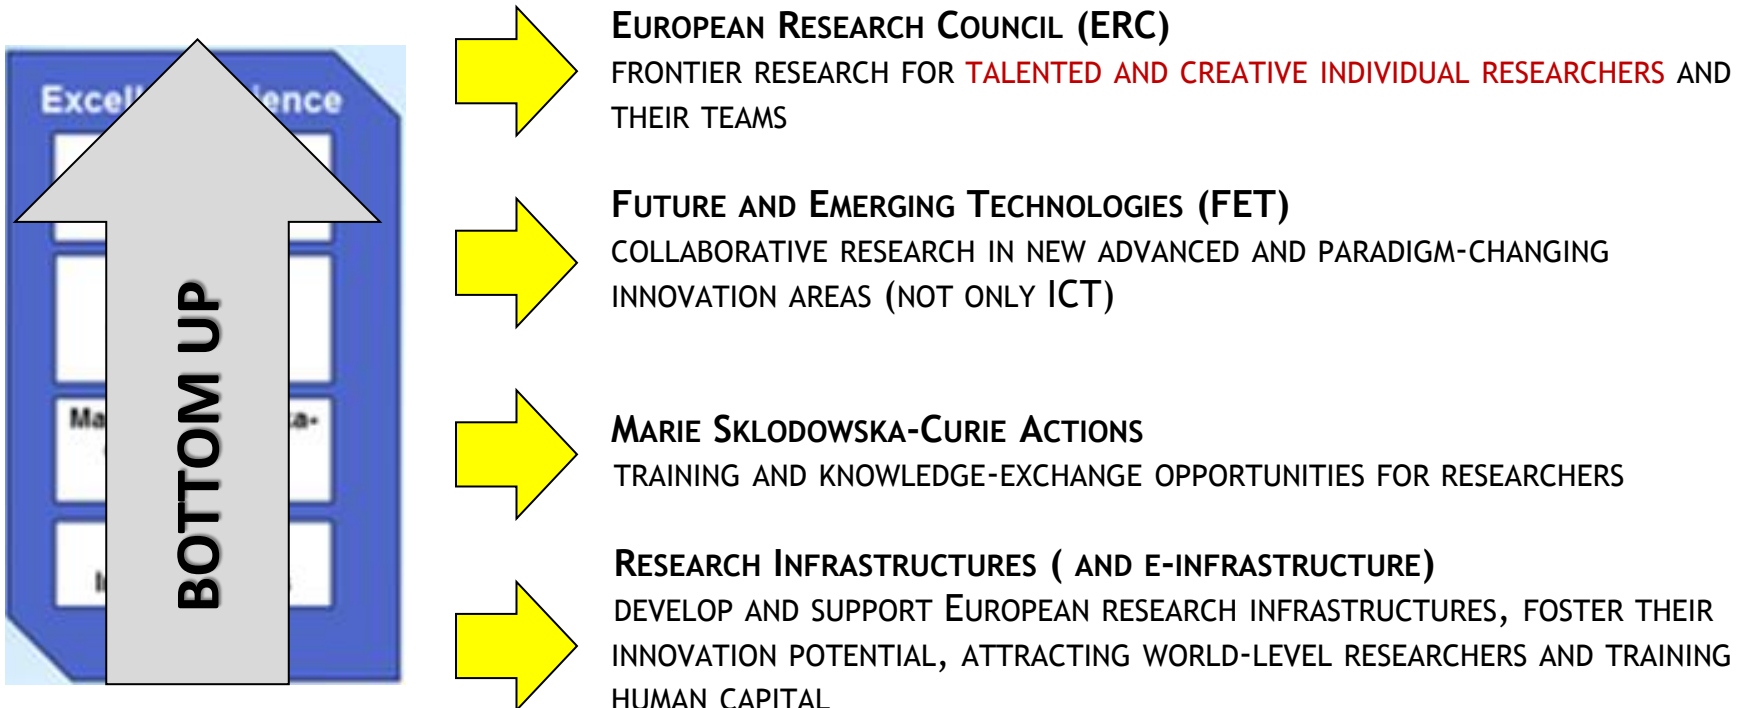 EUROPEAN RESEARCH COUNCIL (ERC)
FRONTIER RESEARCH FOR TALENTED AND CREATIVE INDIVIDUAL RESEARCHERS AND
THEIR TEAMS
FUTURE AND EMERGING TECHNOLOGIES (FET)
COLLABORATIVE RESEARCH IN NEW ADVANCED AND PARADIGM-CHANGING
INNOVATION AREAS (NOT ONLY ICT)
MARIE SKLODOWSKA-CURIE ACTIONS
TRAINING AND KNOWLEDGE-EXCHANGE OPPORTUNITIES FOR RESEARCHERS
RESEARCH INFRASTRUCTURES ( AND E-INFRASTRUCTURE)
DEVELOP AND SUPPORT EUROPEAN RESEARCH INFRASTRUCTURES, FOSTER THEIR
INNOVATION POTENTIAL, ATTRACTING WORLD-LEVEL RESEARCHERS AND TRAINING
HUMAN CAPITAL
BOTTOM UP